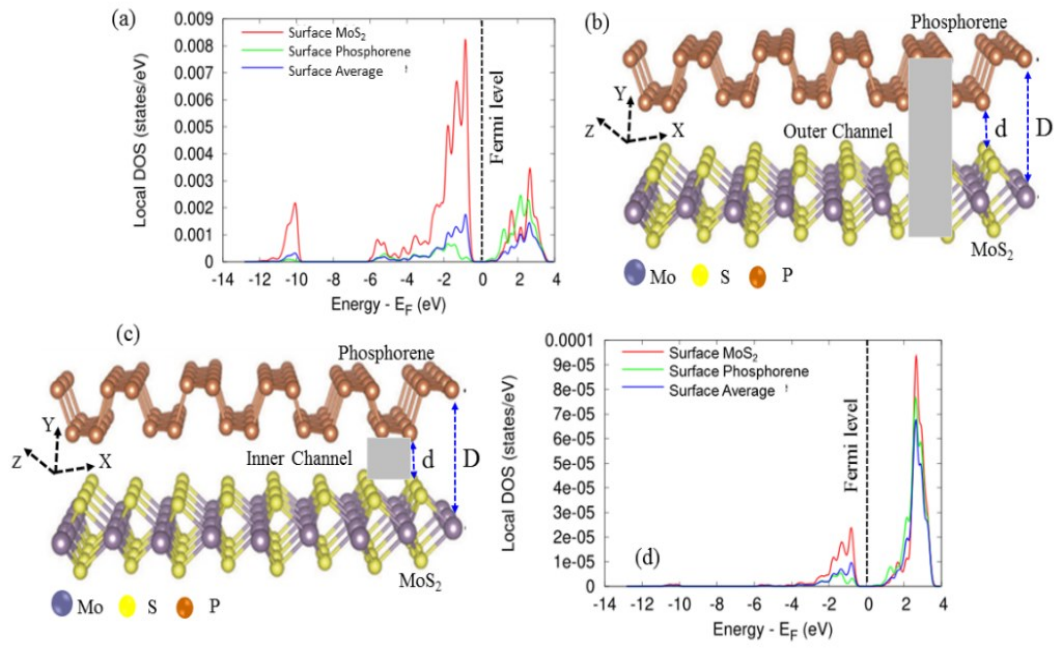 (a)
Local DOS (states/eV)
0.009
0.008
0.007
0.006
0.005
0.004
0.003
0.002
0.001
0
Surface MoS2
Surface Phosphorene
Surface Average
Fermi level
-14 -12 -10 -8 -6 -4 -2 0 2 4
Energy - EF (eV)
(b)
Phosphorene
Y
Z X
Outer Channel
d D
MoS2
Mo S P
(c)
Phosphorene
Y
Z X
Inner Channel
d D
MoS2
Mo S P
Local DOS (states/eV)
0.0001
9e-05
8e-05
7e-05
6e-05
5e-05
4e-05
3e-05
2e-05
1e-05
0
Surface MoS2
Surface Phosphorene
Surface Average
Fermi level
(d)
-14 -12 -10 -8 -6 -4 -2 0 2 4
Energy - EF (eV)